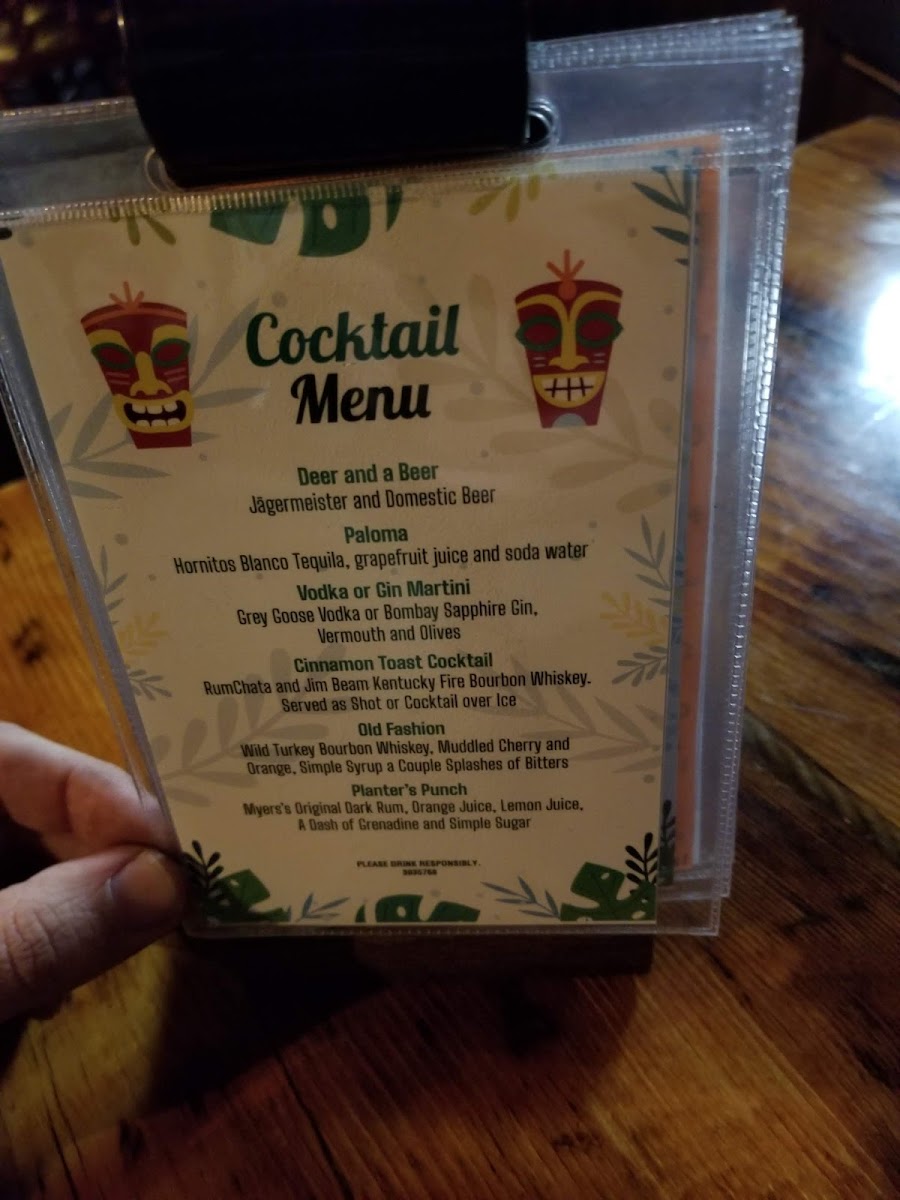 Cocktail
Menu
Deer and a Beer
Jägermeister and Domestic Beer
Paloma
Hornitos Blanco Tequila, grapefruit juice and soda water
Vodka or Gin Martini
Grey Goose Vodka or Bombay Sapphire Gin,
Vermouth and Olives
Cinnamon Toast Cocktail
RumChata and Jim Beam Kentucky Fire Bourbon Whiskey.
Served as Shot or Cocktail over Ice
Old Fashion
Wild Turkey Bourbon Whiskey, Muddled Cherry and
Orange, Simple Syrup a Couple Splashes of Bitters
Planter's Punch
Myers's Original Dark Rum, Orange Juice, Lemon Juice,
A Dash of Grenadine and Simple Sugar
PLEASE DRINK RESPONSIBLY.